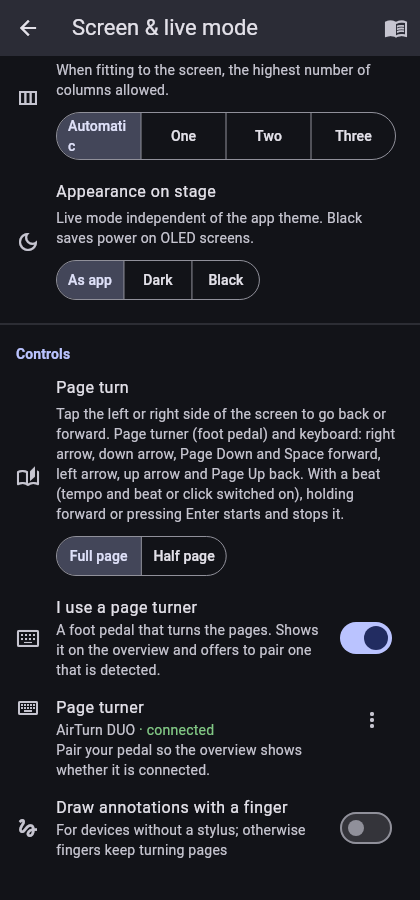 Screen & live mode
When fitting to the screen, the highest number of
columns allowed.
Automati
c
One
Two
Three
Appearance on stage
Live mode independent of the app theme. Black
saves power on OLED screens.
As app
Dark
Black
Controls
Page turn
Tap the left or right side of the screen to go back or
forward. Page turner (foot pedal) and keyboard: right
arrow, down arrow, Page Down and Space forward,
left arrow, up arrow and Page Up back. With a beat
(tempo and beat or click switched on), holding
forward or pressing Enter starts and stops it.
Full page
Half page
I use a page turner
A foot pedal that turns the pages. Shows
it on the overview and offers to pair one
that is detected.
Page turner
AirTurn DUO · connected
Pair your pedal so the overview shows
whether it is connected.
Draw annotations with a finger
For devices without a stylus; otherwise
fingers keep turning pages